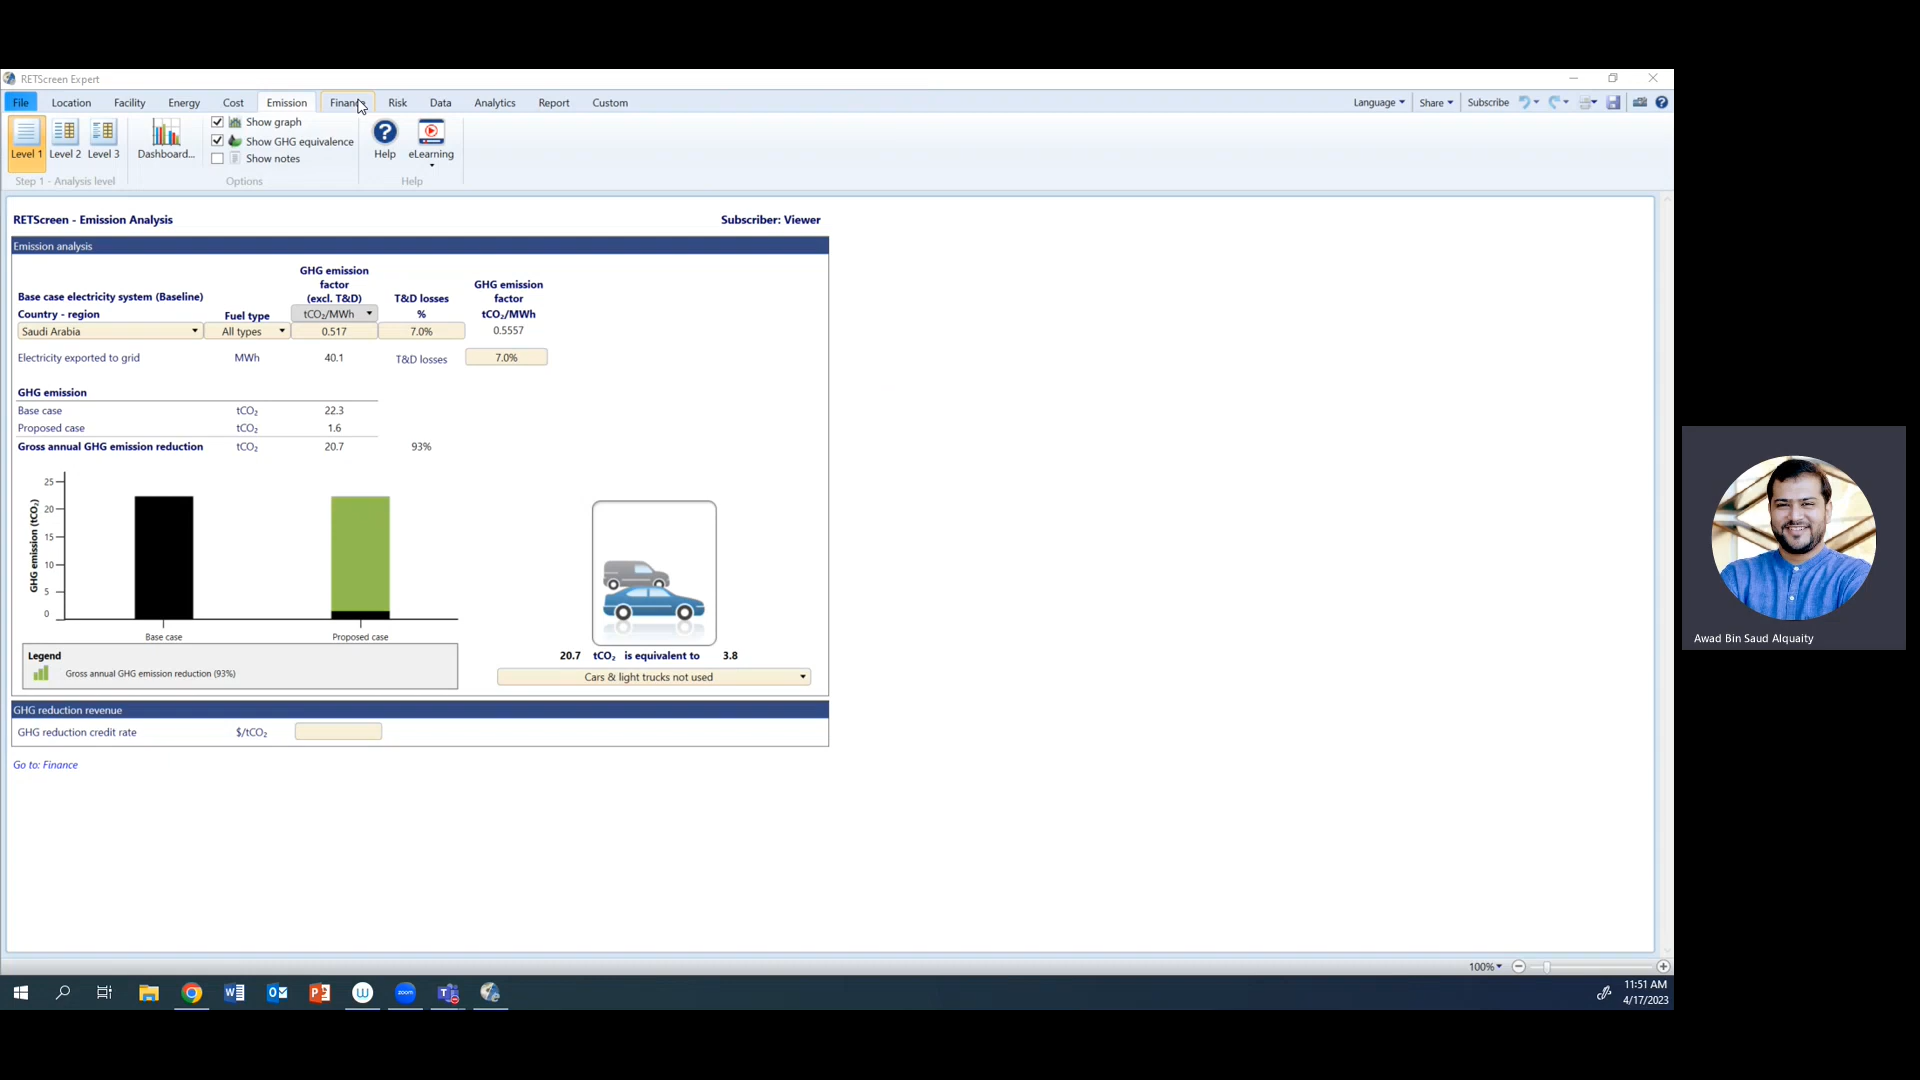 RETScreen Expert
File Location Facility Energy Cost Emission Finance Risk Data Analytics Report Custom
Language Share Subscribe
Level 1 Level 2 Level 3
Step 1 - Analysis level
Dashboard...
Show graph
Show GHG equivalence
Show notes
Options
Help eLearning
Help
RETScreen - Emission Analysis
Subscriber: Viewer
Emission analysis
GHG emission
factor
(excl. T&D)
T&D losses
GHG emission
factor
Base case electricity system (Baseline)
Country - region Fuel type tCO₂/MWh % tCO₂/MWh
Saudi Arabia All types 0.517 7.0% 0.5557
Electricity exported to grid MWh 40.1 T&D losses 7.0%
GHG emission
Base case tCO₂ 22.3
Proposed case tCO₂ 1.6
Gross annual GHG emission reduction tCO₂ 20.7 93%
GHG emission (tCO₂)
25
20
15
10
5
0
Base case Proposed case
Legend
Gross annual GHG emission reduction (93%)
20.7 tCO₂ is equivalent to 3.8
Cars & light trucks not used
GHG reduction revenue
GHG reduction credit rate $/tCO₂
Go to: Finance
100%
zoom
11:51 AM
4/17/2023
Awad Bin Saud Alquaity